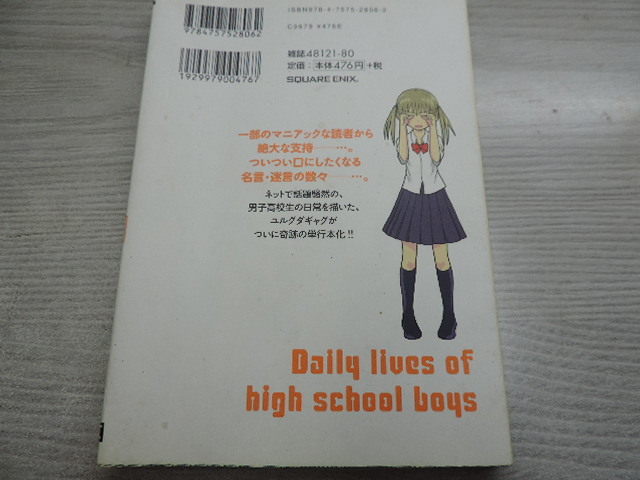 ISBN978-4-7575-2806-2
9784757528062
C9979 ¥476E
雑誌48121-80
定価：本体476円+税
1929979004767
SQUARE ENIX.
一部のマニアックな読者から
絶大な支持……。
ついつい口にしたくなる
名言・迷言の数々……。
ネットで話題騒然の、
男子高校生の日常を描いた、
ユルグダギャグが
ついに奇跡の単行本化!!
Daily lives of
high school boys